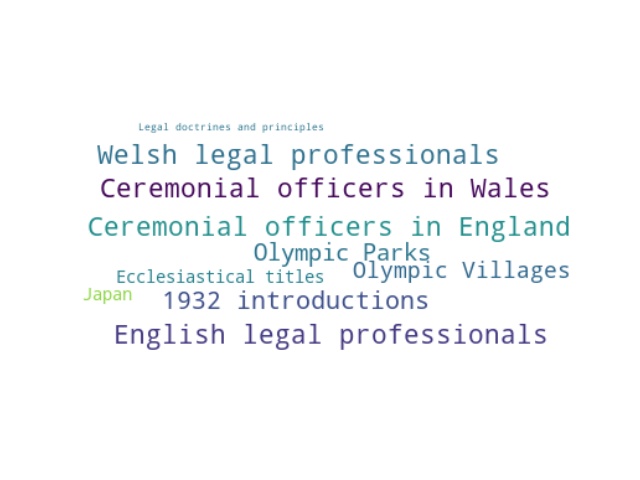 Legal doctrines and principles
Welsh legal professionals
Ceremonial officers in Wales
Ceremonial officers in England
Olympic Parks
Olympic Villages
Ecclesiastical titles
Japan
1932 introductions
English legal professionals